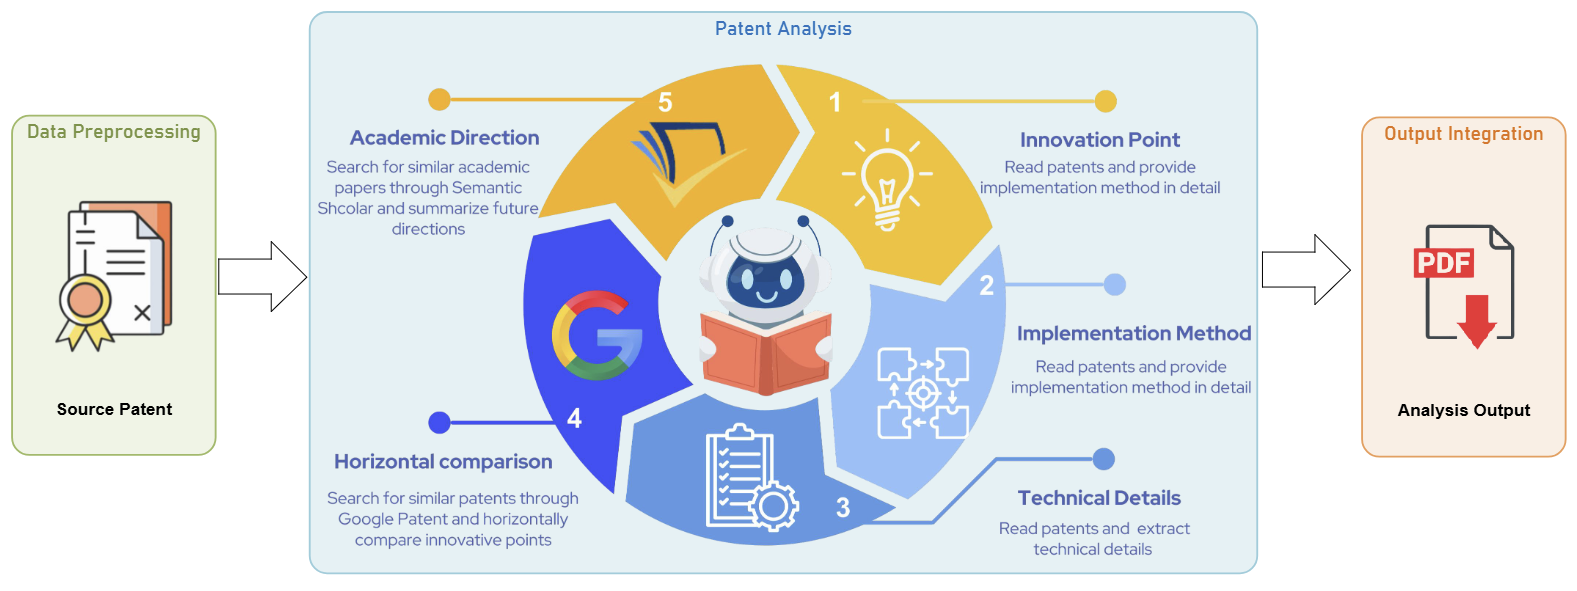 Data Preprocessing
Source Patent
Patent Analysis
1
Innovation Point
Read patents and provide
implementation method in detail
2
Implementation Method
Read patents and provide
implementation method in detail
3
Technical Details
Read patents and extract
technical details
4
Horizontal comparison
Search for similar patents through
Google Patent and horizontally
compare innovative points
5
Academic Direction
Search for similar academic
papers through Semantic
Shcolar and summarize future
directions
Output Integration
PDF
Analysis Output